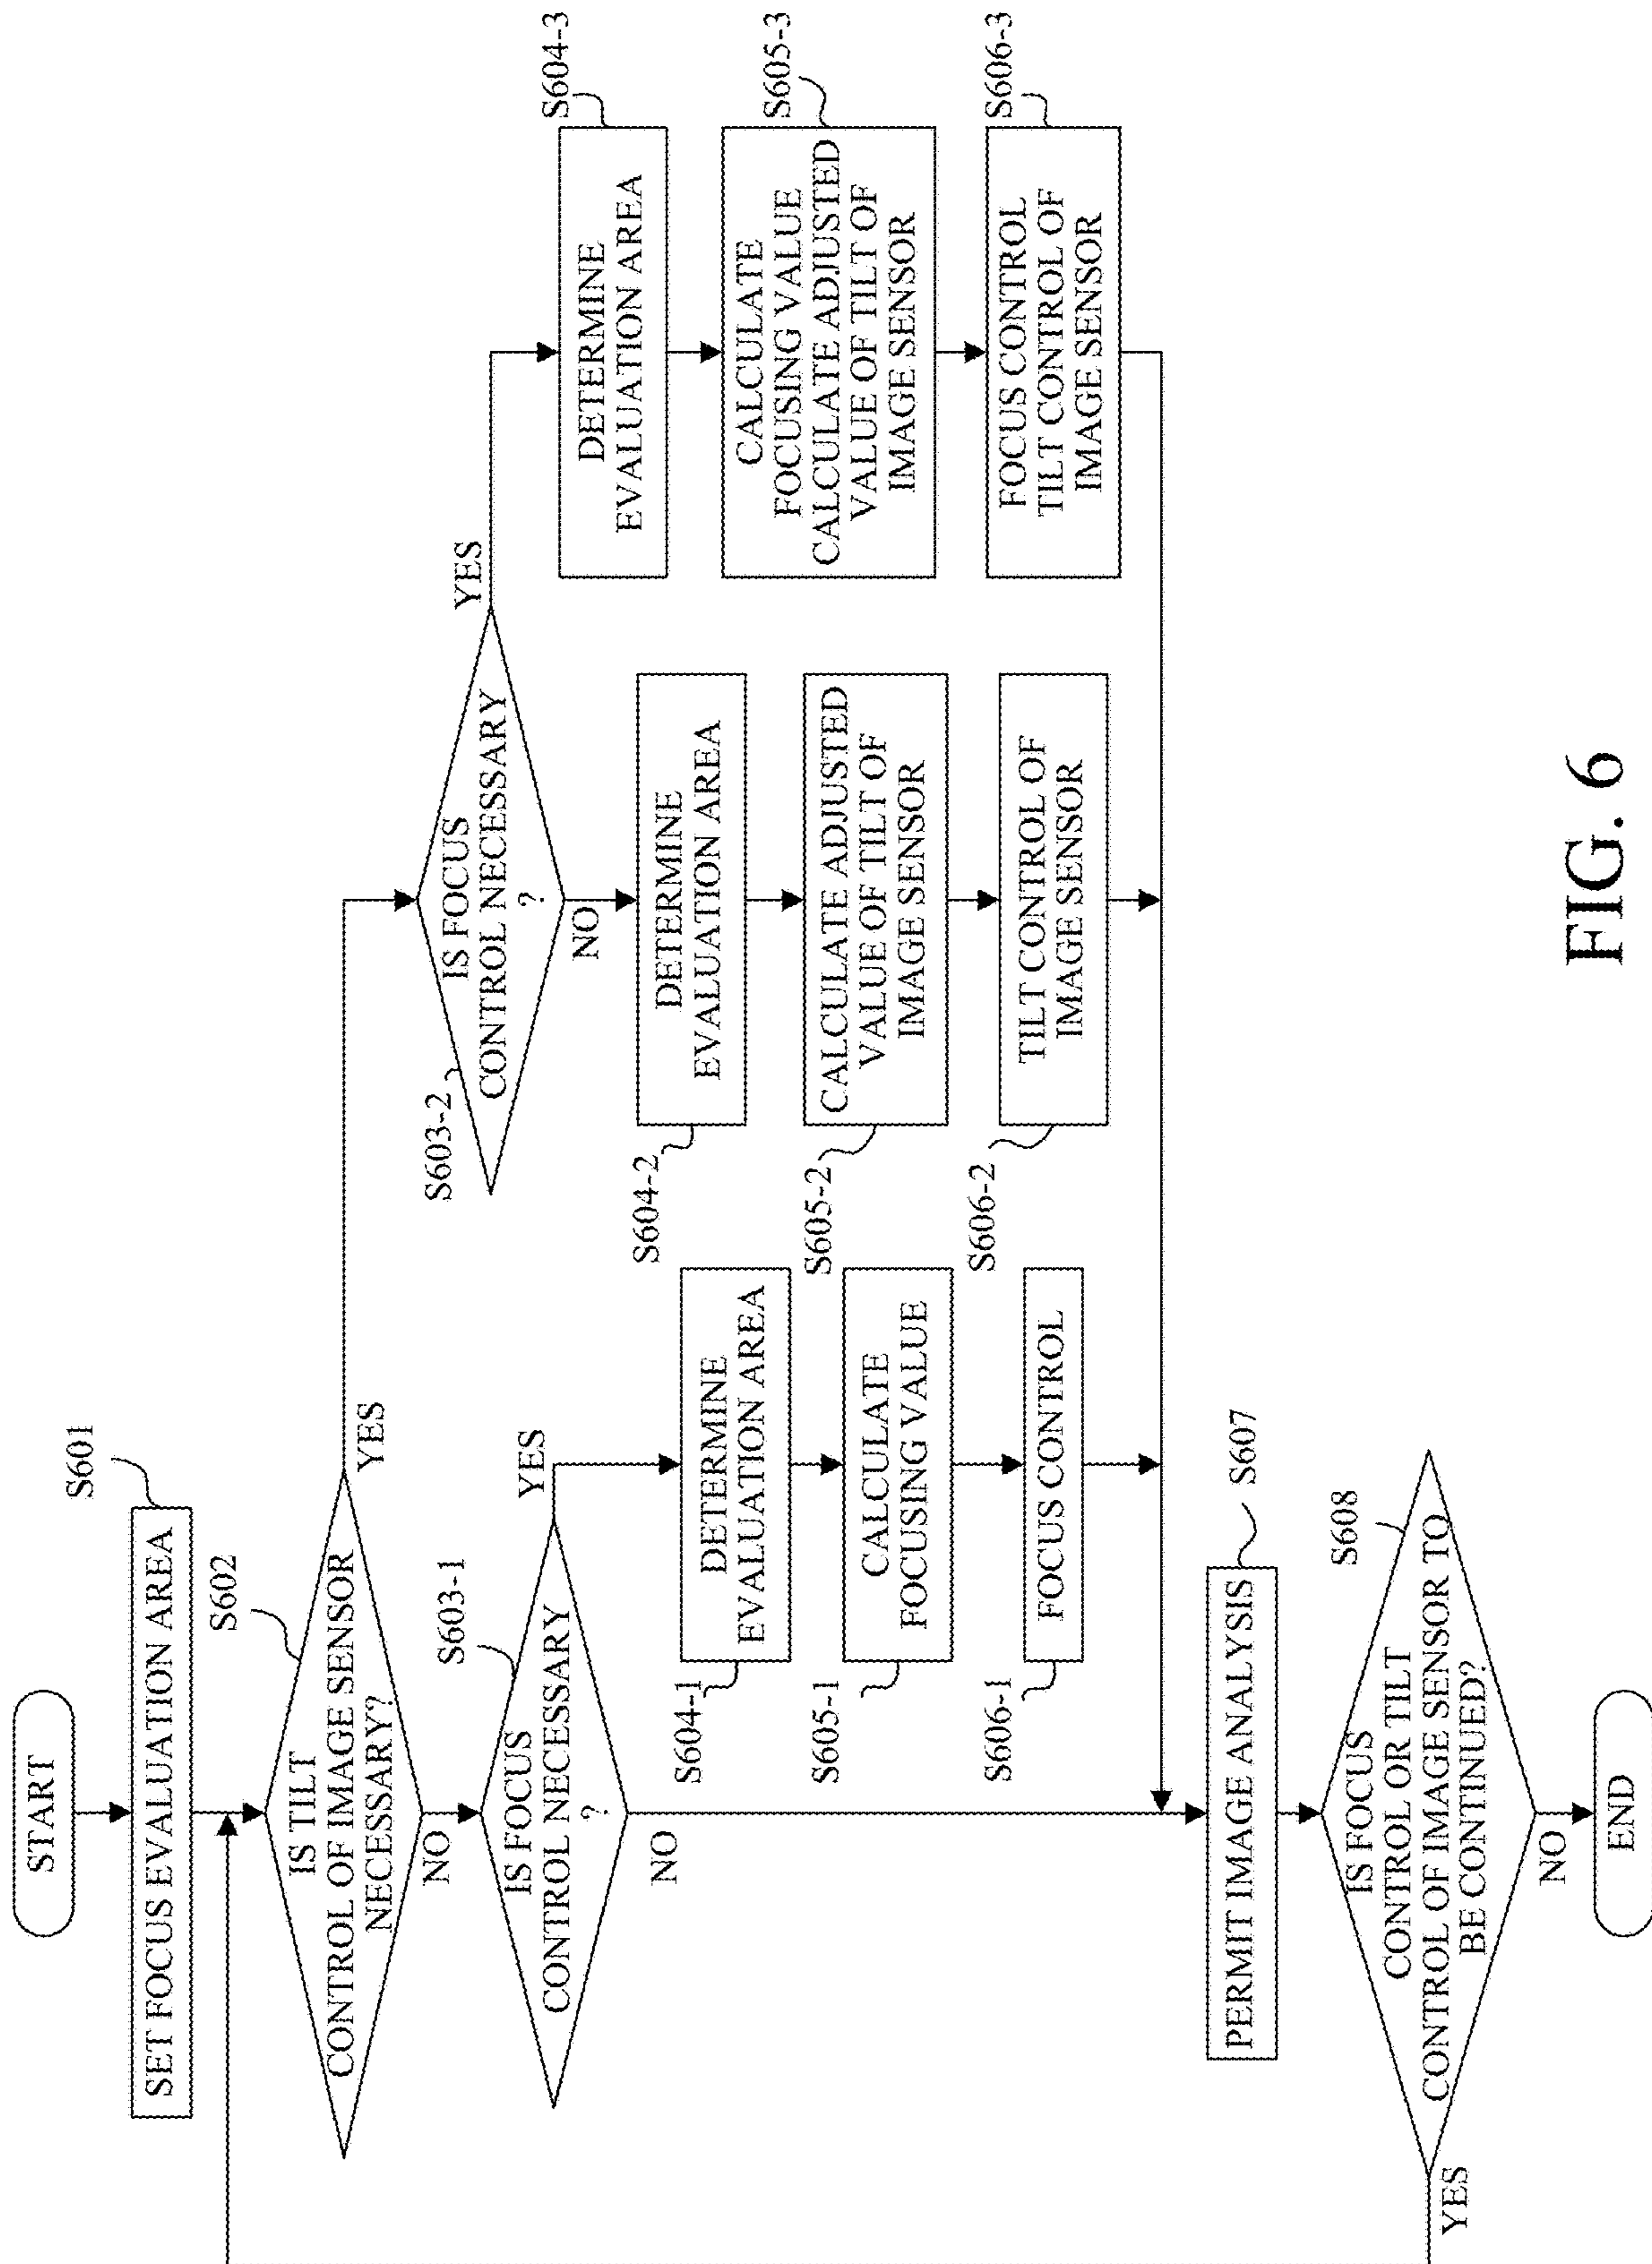 START
S601
SET FOCUS EVALUATION AREA
S602
IS TILT
CONTROL OF IMAGE SENSOR
NECESSARY?
YES
NO
S603-1
IS FOCUS
CONTROL NECESSARY
?
YES
NO
S603-2
IS FOCUS
CONTROL NECESSARY
?
YES
NO
S604-1
DETERMINE
EVALUATION AREA
S605-1
CALCULATE
FOCUSING VALUE
S606-1
FOCUS CONTROL
S604-2
DETERMINE
EVALUATION AREA
S605-2
CALCULATE ADJUSTED
VALUE OF TILT OF
IMAGE SENSOR
S606-2
TILT CONTROL OF
IMAGE SENSOR
S604-3
DETERMINE
EVALUATION AREA
S605-3
CALCULATE
FOCUSING VALUE
CALCULATE ADJUSTED
VALUE OF TILT OF
IMAGE SENSOR
S606-3
FOCUS CONTROL
TILT CONTROL OF
IMAGE SENSOR
S607
PERMIT IMAGE ANALYSIS
S608
IS FOCUS
CONTROL OR TILT
CONTROL OF IMAGE SENSOR TO
BE CONTINUED?
YES
NO
END
FIG. 6